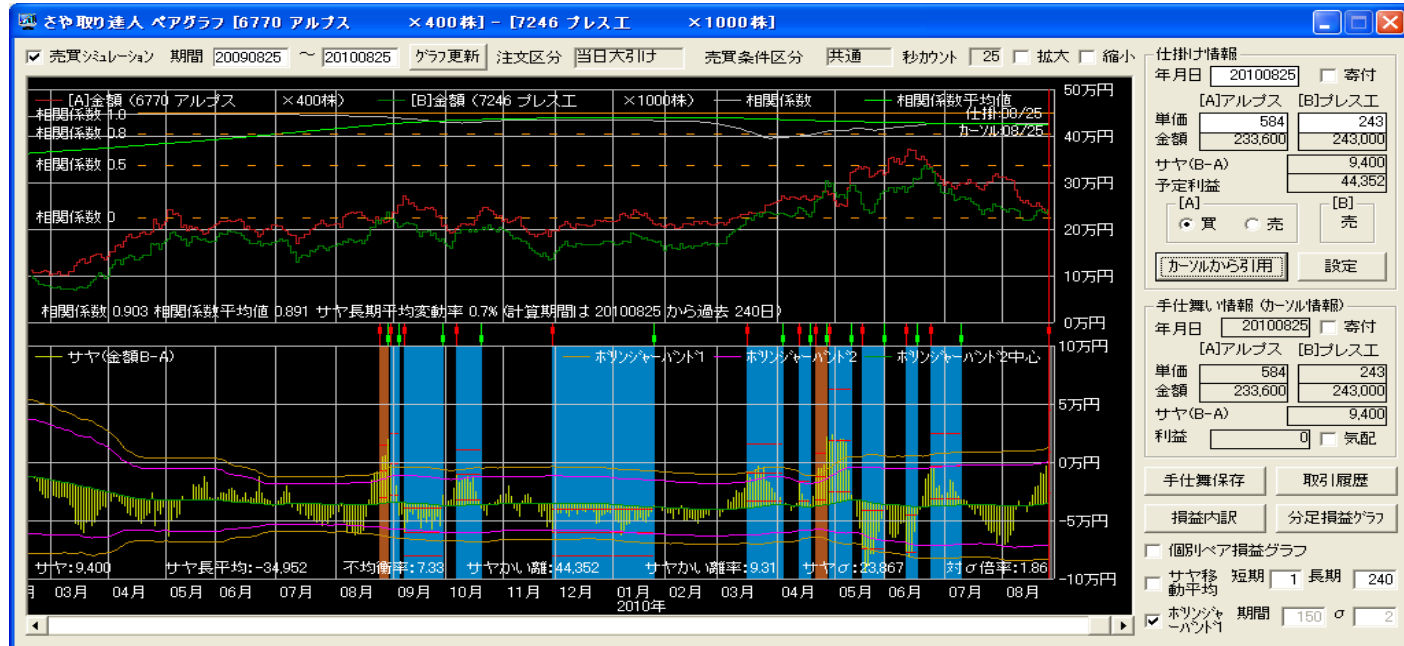 さや取り達人 ペアグラフ [6770 アルプス ×400株] - [7246 プレス工 ×1000株]
売買シミュレーション 期間 20090825 ～ 20100825 グラフ更新 注文区分 当日大引け 売買条件区分 共通 秒カウント 25 拡大 縮小
[A]金額 (6770 アルプス ×400株) [B]金額 (7246 プレス工 ×1000株) 相関係数 相関係数平均値
相関係数 1.0
仕掛:08/25
相関係数 0.8
カーソル:08/25
相関係数 0.5
相関係数 0
50万円
40万円
30万円
20万円
10万円
0万円
相関係数 0.903 相関係数平均値 0.891 サヤ長期平均変動率 0.7% (計算期間は 20100825 から過去 240日)
サヤ(金額B-A) ボリンジャーバンド1 ボリンジャーバンド2 ボリンジャーバンド2中心
10万円
5万円
0万円
-5万円
-10万円
サヤ:9,400 サヤ長平均:-34,952 不均衡率:7.33 サヤかい離:44,352 サヤかい離率:9.31 サヤσ:23,867 対σ倍率:1.86
月 03月 04月 05月 06月 07月 08月 09月 10月 11月 12月 01月 02月 03月 04月 05月 06月 07月 08月
2010年
仕掛け情報
年月日 20100825 寄付
[A]アルプス [B]プレス工
単価 584 243
金額 233,600 243,000
サヤ(B-A) 9,400
予定利益 44,352
[A] [B]
買 売 売
カーソルから引用 設定
手仕舞い情報 (カーソル情報)
年月日 20100825 寄付
[A]アルプス [B]プレス工
単価 584 243
金額 233,600 243,000
サヤ(B-A) 9,400
利益 0 気配
手仕舞保存 取引履歴
損益内訳 分足損益グラフ
個別ペア損益グラフ
サヤ移動平均 短期 1 長期 240
ボリンジャーバンド1 期間 150 σ 2